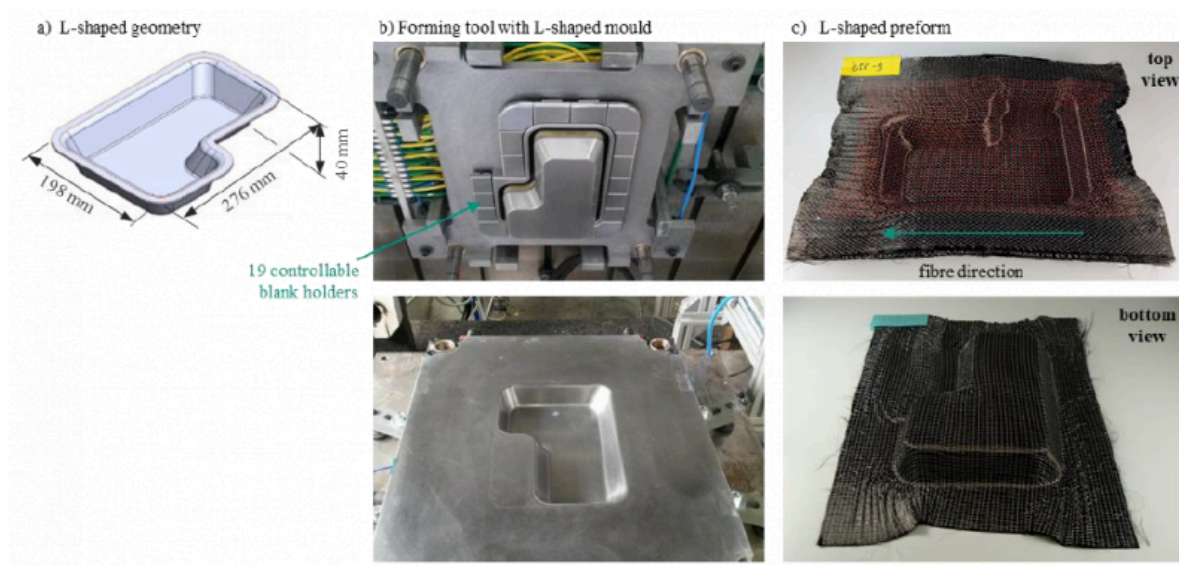 a) L-shaped geometry
198 mm
276 mm
40 mm
b) Forming tool with L-shaped mould
19 controllable
blank holders
c) L-shaped preform
top
view
fibre direction
bottom
view